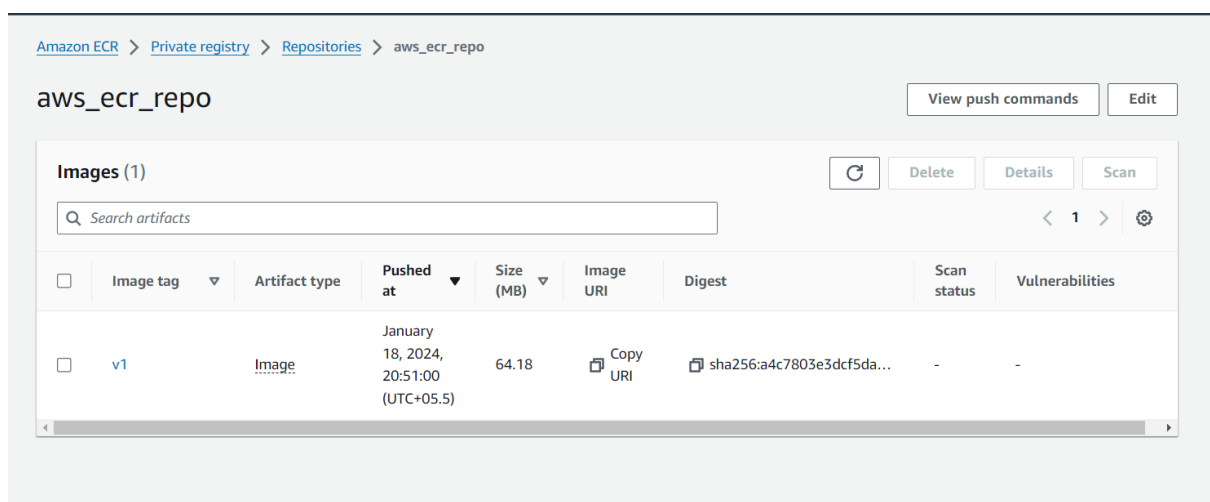 Amazon ECR > Private registry > Repositories > aws_ecr_repo
aws_ecr_repo
View push commands
Edit
Images (1)
Delete
Details
Scan
Search artifacts
< 1 >
Image tag
Artifact type
Pushed
at
Size
(MB)
Image
URI
Digest
Scan
status
Vulnerabilities
v1
Image
January
18, 2024,
20:51:00
(UTC+05.5)
64.18
Copy
URI
sha256:a4c7803e3dcf5da...
-
-